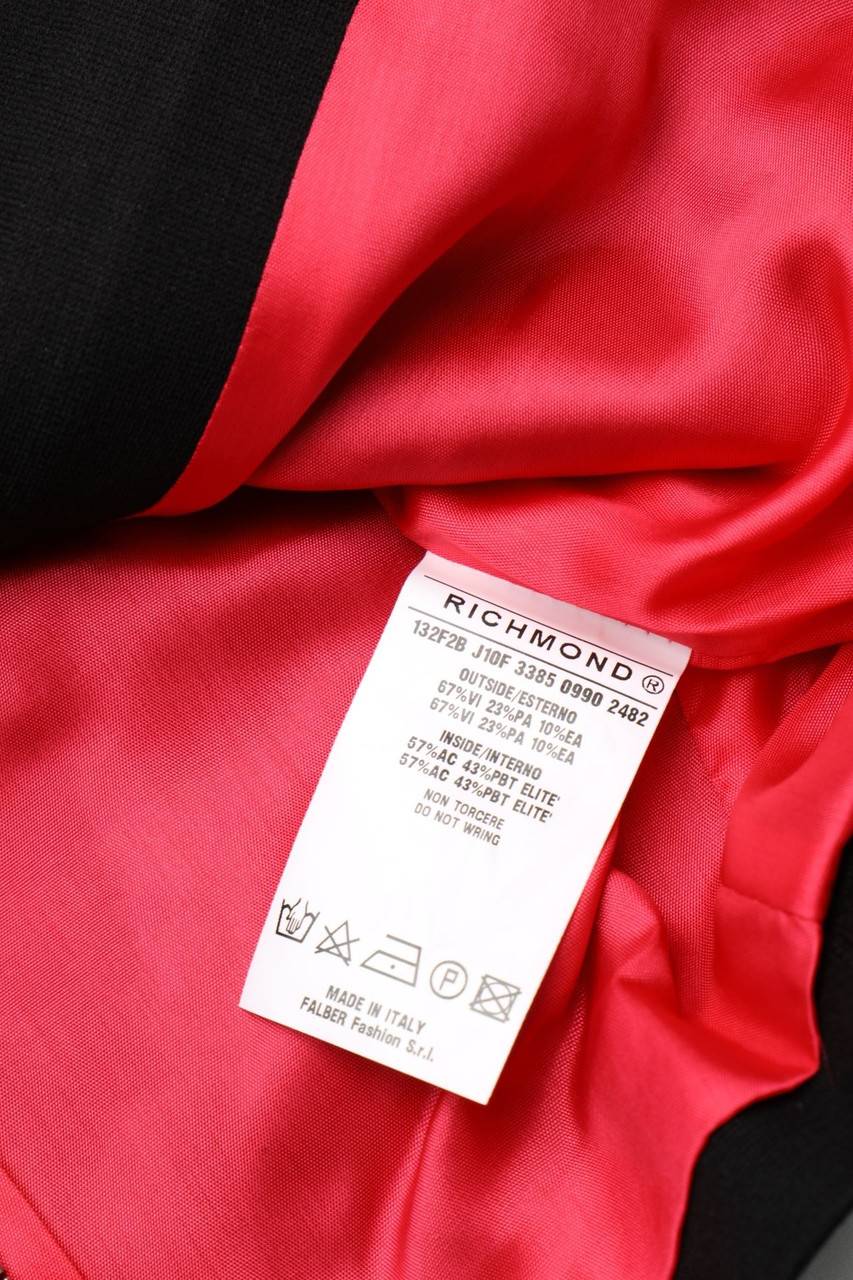 RICHMOND®
132F2B J10F 3385 0990 2482
OUTSIDE/ESTERNO
67%VI 23%PA 10%EA
67%VI 23%PA 10%EA
INSIDE/INTERNO
57%AC 43%PBT ELITE'
57%AC 43%PBT ELITE'
NON TORCERE
DO NOT WRING
P
MADE IN ITALY
FALBER Fashion S.r.l.